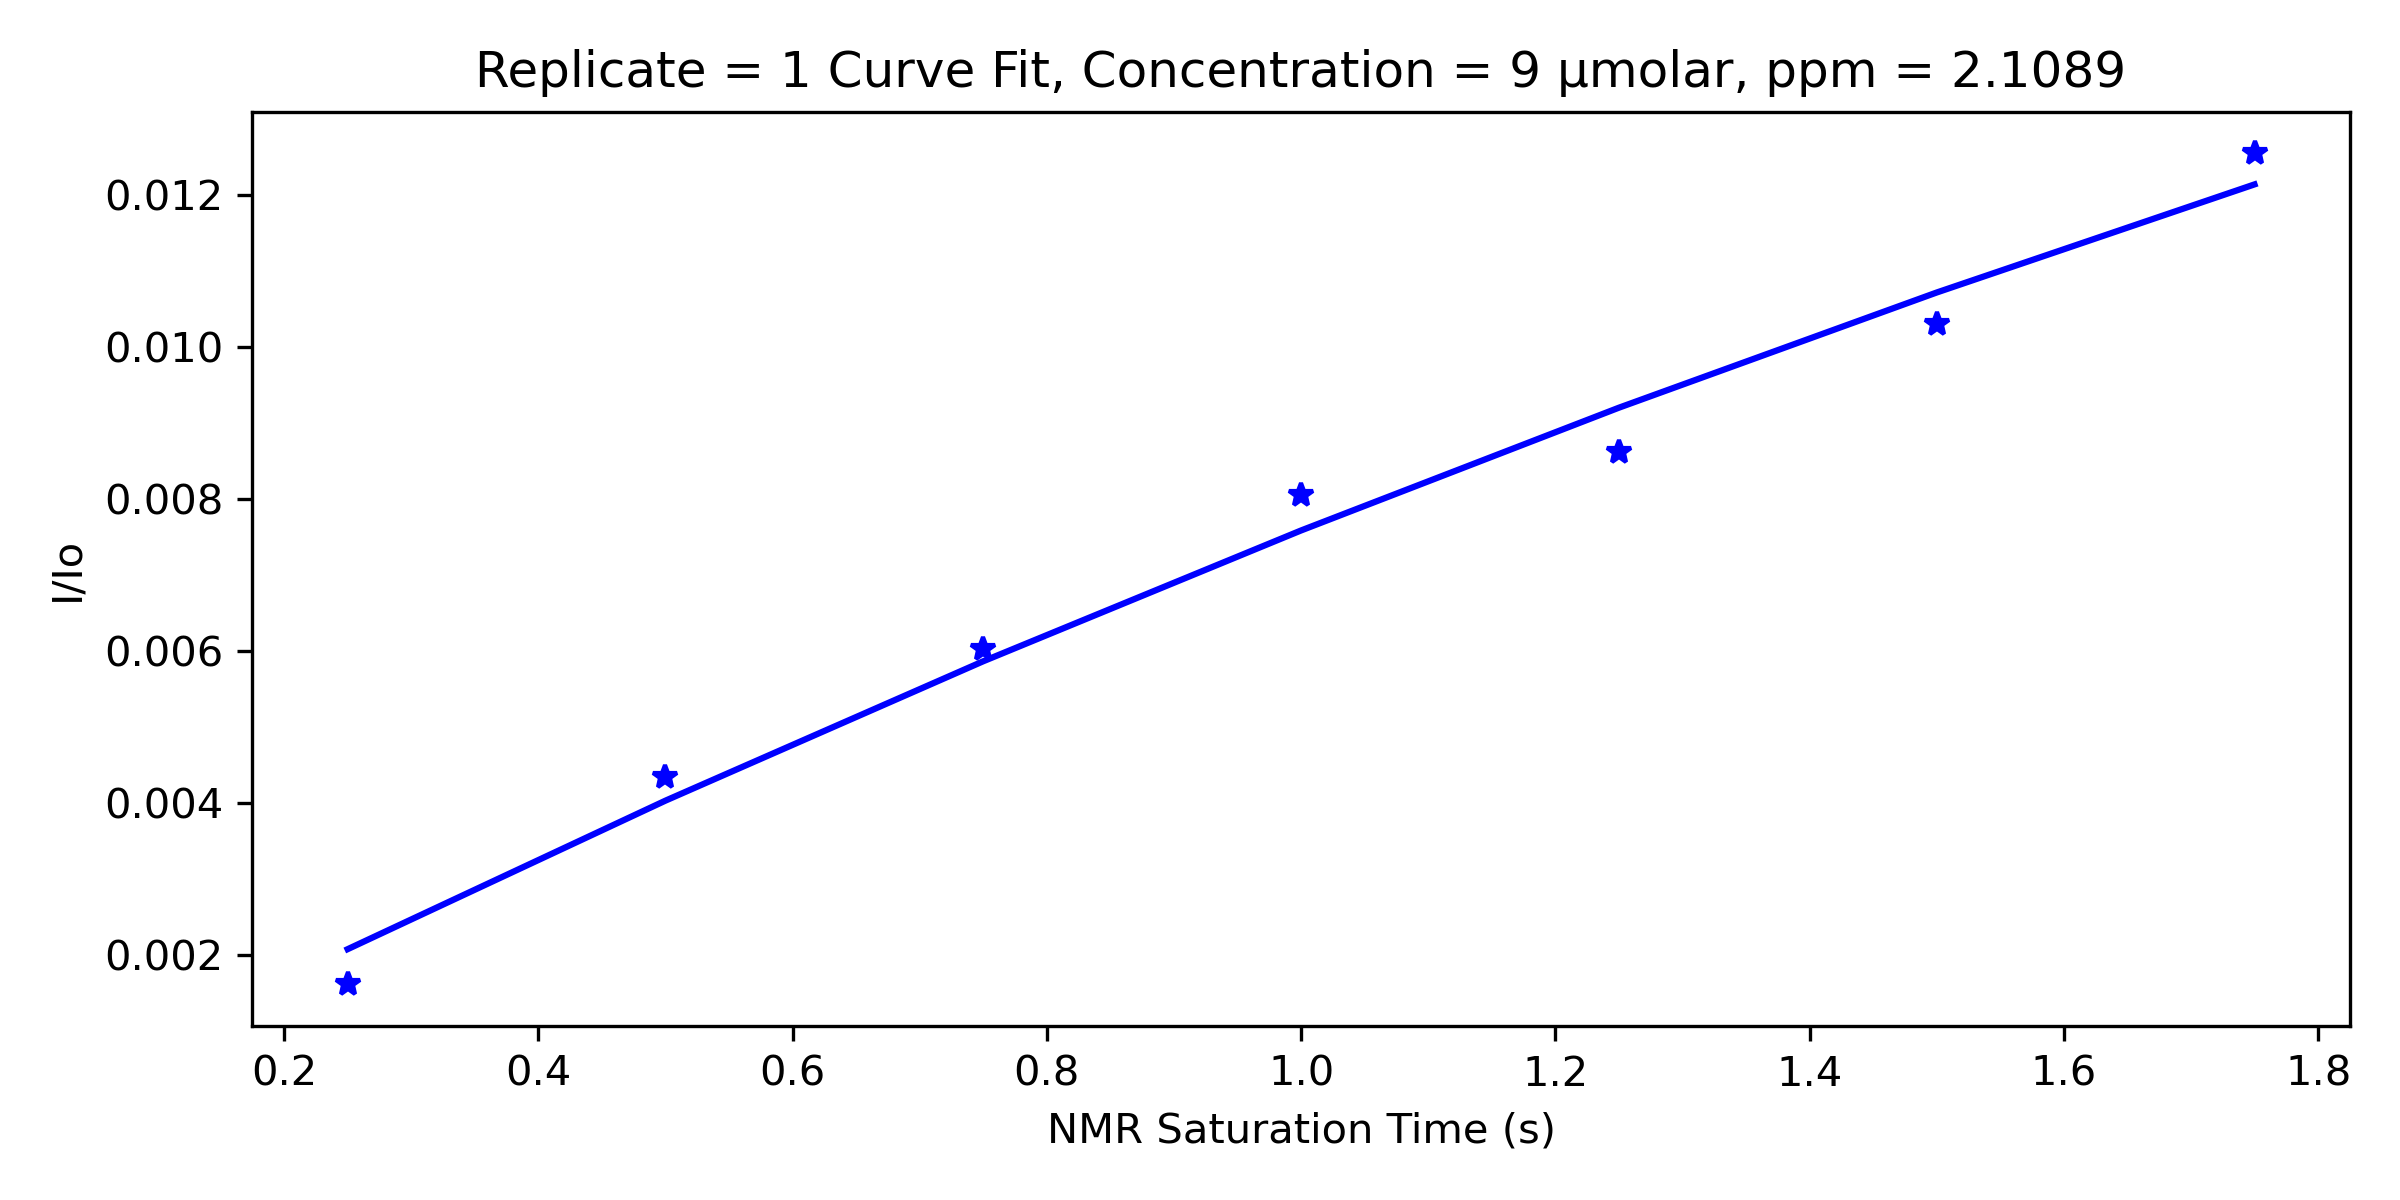 Replicate = 1 Curve Fit, Concentration = 9 μmolar, ppm = 2.1089
0.012
0.010
0.008
0.006
0.004
0.002
I/Io
0.2 0.4 0.6 0.8 1.0 1.2 1.4 1.6 1.8
NMR Saturation Time (s)